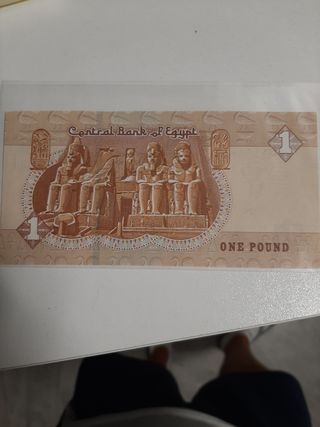 Central Bank of Egypt
1
1
ONE POUND